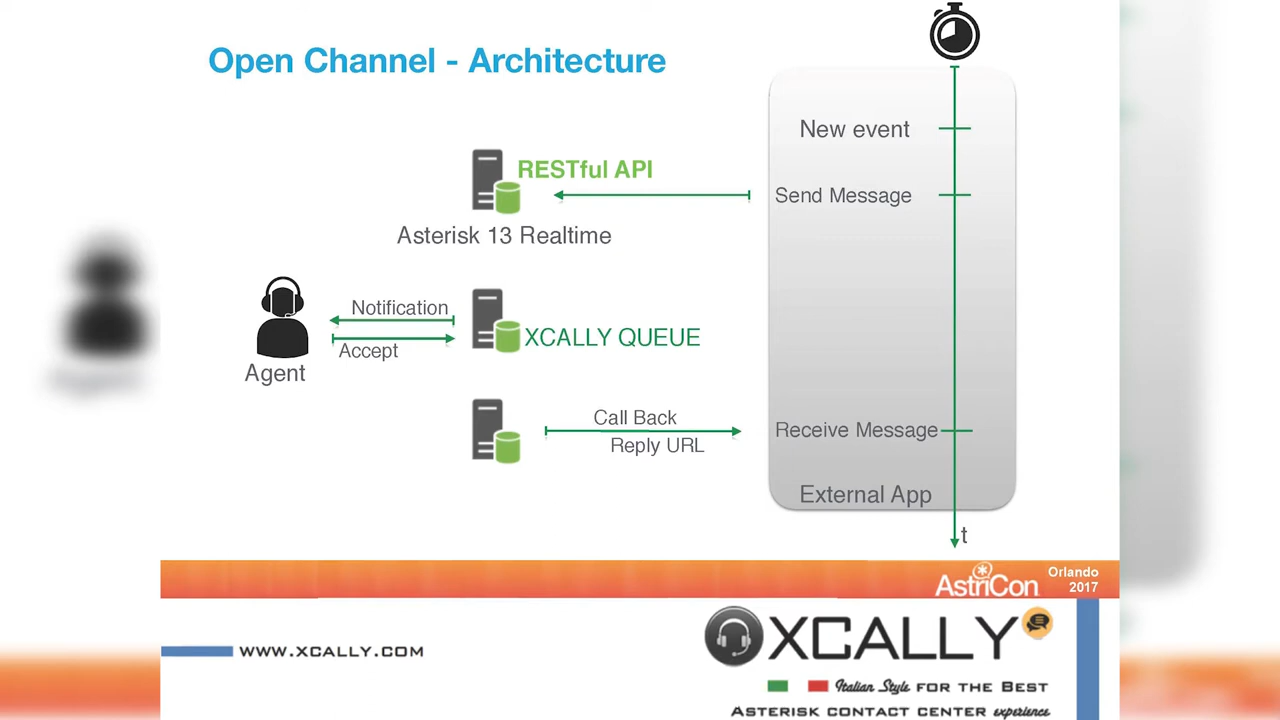 Open Channel - Architecture
New event
RESTful API
Send Message
Asterisk 13 Realtime
Notification
XCALLY QUEUE
Accept
Agent
Call Back
Receive Message
Reply URL
External App
t
AstriCon
Orlando
2017
XCALLY
WWW.XCALLY.COM
Italian Style FOR THE BEST
ASTERISK CONTACT CENTER experience